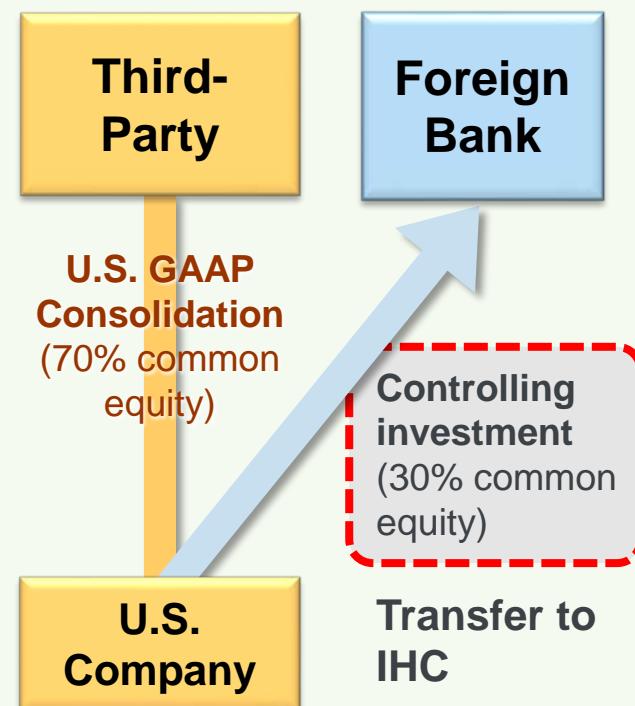 Third-
Party
Foreign
Bank
U.S. GAAP
Consolidation
(70% common
equity)
Controlling
investment
(30% common
equity)
U.S.
Company
Transfer to
IHC